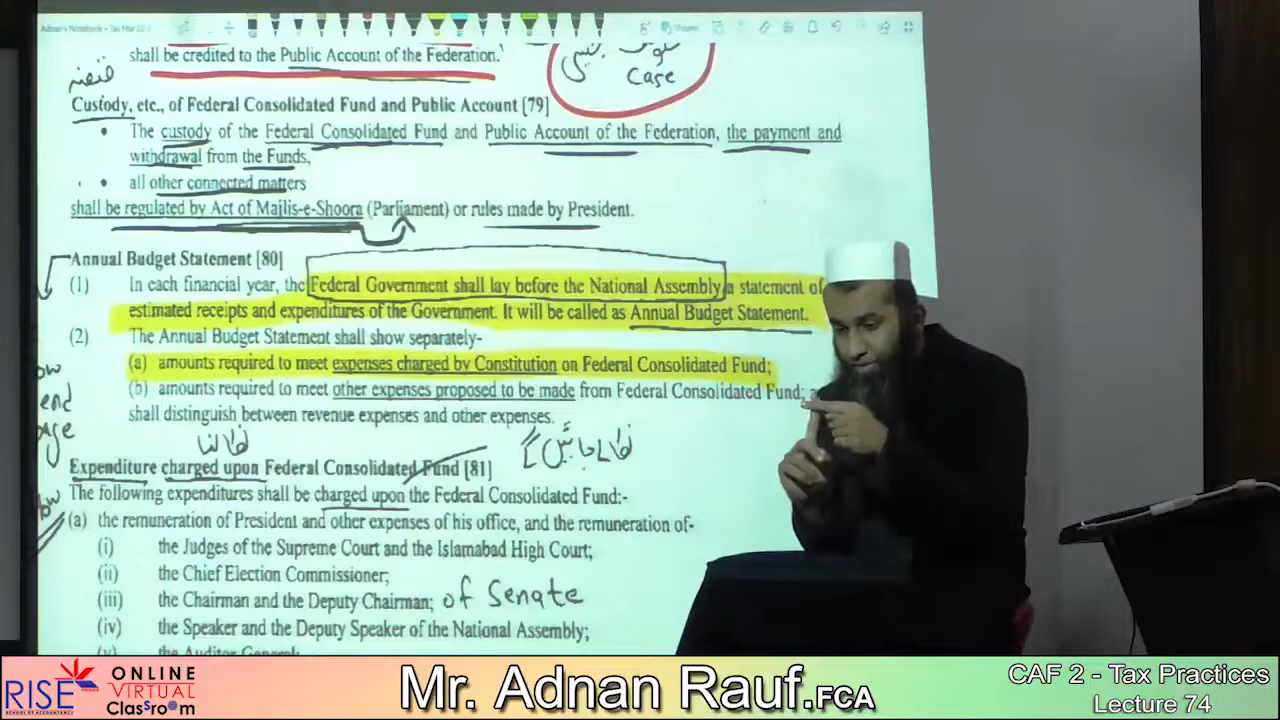 Adnan's Notebook
shall be credited to the Public Account of the Federation.
Case
Custody, etc., of Federal Consolidated Fund and Public Account [79]
• The custody of the Federal Consolidated Fund and Public Account of the Federation, the payment and
withdrawal from the Funds,
• all other connected matters
shall be regulated by Act of Majlis-e-Shoora (Parliament) or rules made by President.
Annual Budget Statement [80]
(1) In each financial year, the Federal Government shall lay before the National Assembly a statement of
estimated receipts and expenditures of the Government. It will be called as Annual Budget Statement.
(2) The Annual Budget Statement shall show separately-
(a) amounts required to meet expenses charged by Constitution on Federal Consolidated Fund;
(b) amounts required to meet other expenses proposed to be made from Federal Consolidated Fund;
shall distinguish between revenue expenses and other expenses.
Expenditure charged upon Federal Consolidated Fund [81]
The following expenditures shall be charged upon the Federal Consolidated Fund:-
(a) the remuneration of President and other expenses of his office, and the remuneration of-
(i) the Judges of the Supreme Court and the Islamabad High Court;
(ii) the Chief Election Commissioner;
(iii) the Chairman and the Deputy Chairman; of Senate
(iv) the Speaker and the Deputy Speaker of the National Assembly;
(v) the Auditor General;
RISE
SCHOOL OF ACCOUNTANCY
ONLINE
VIRTUAL
Classroom
Mr. Adnan Rauf.FCA
CAF 2 - Tax Practices
Lecture 74